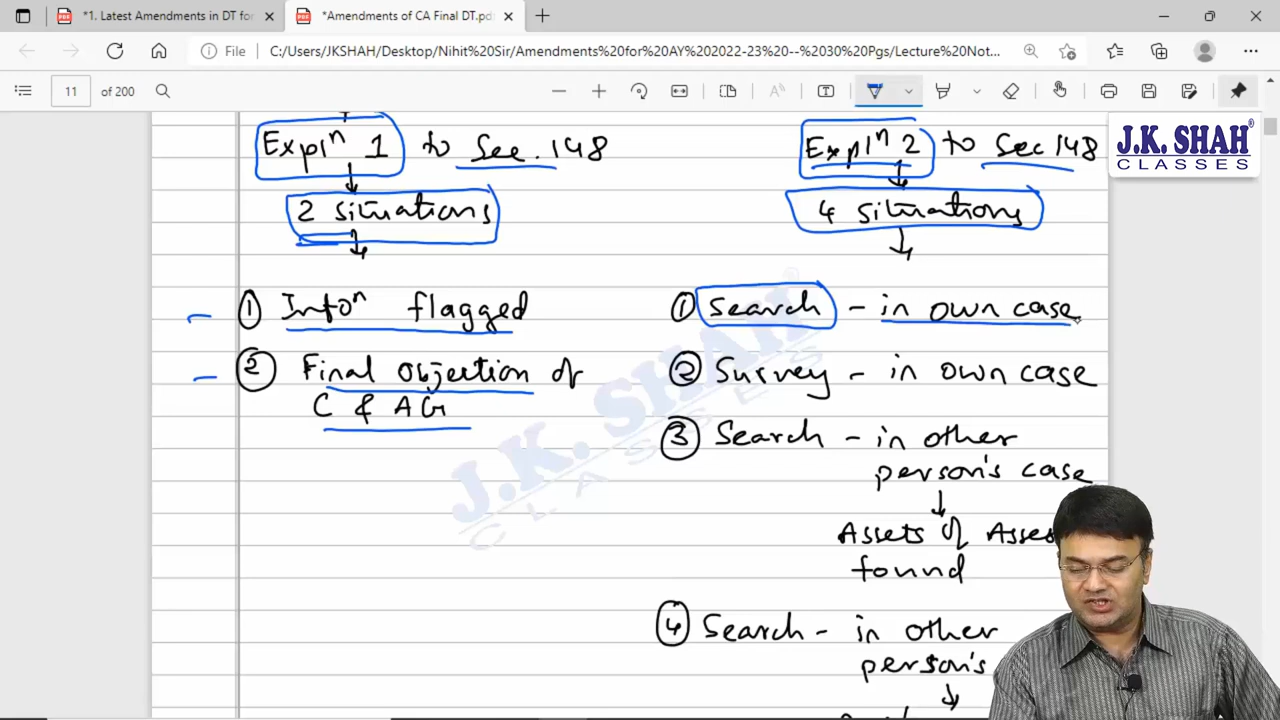 *1. Latest Amendments in DT for
*Amendments of CA Final DT.pdf
File
C:/Users/JKSHAH/Desktop/Nihit%20Sir/Amendments%20for%20AY%202022-23%20--%2030%20Pgs/Lecture%20Not...
11 of 200
J.K. SHAH®
CLASSES
Expln 1 to Sec. 148
2 situations
① Infon flagged
② Final objection of
C & AG
Expln 2 to Sec 148
4 situations
① Search - in own case
② Survey - in own case
③ Search - in other
person's case
Assets of
found
④ Search - in other
person's
J.K. SHAH®
CLASSES